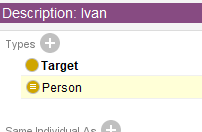 Description: Ivan
Types
Target
Person
Same Individual As